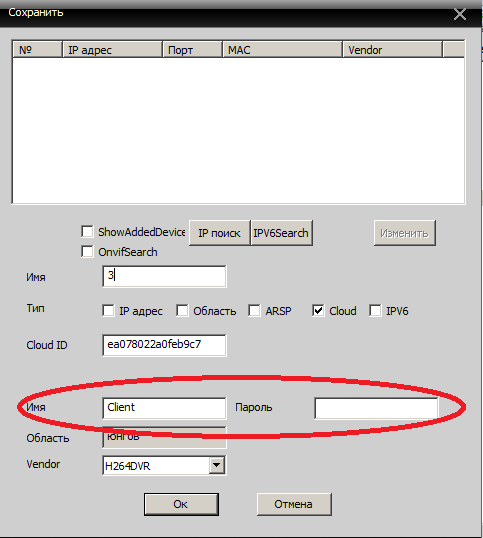 Сохранить
№ IP адрес Порт MAC Vendor
ShowAddedDevice IP поиск IPV6Search Изменить
OnvifSearch
Имя 3
Тип IP адрес Область ARSP Cloud IPV6
Cloud ID ea078022a0feb9c7
Имя Client Пароль
Область юнгов
Vendor H264DVR
Ок Отмена